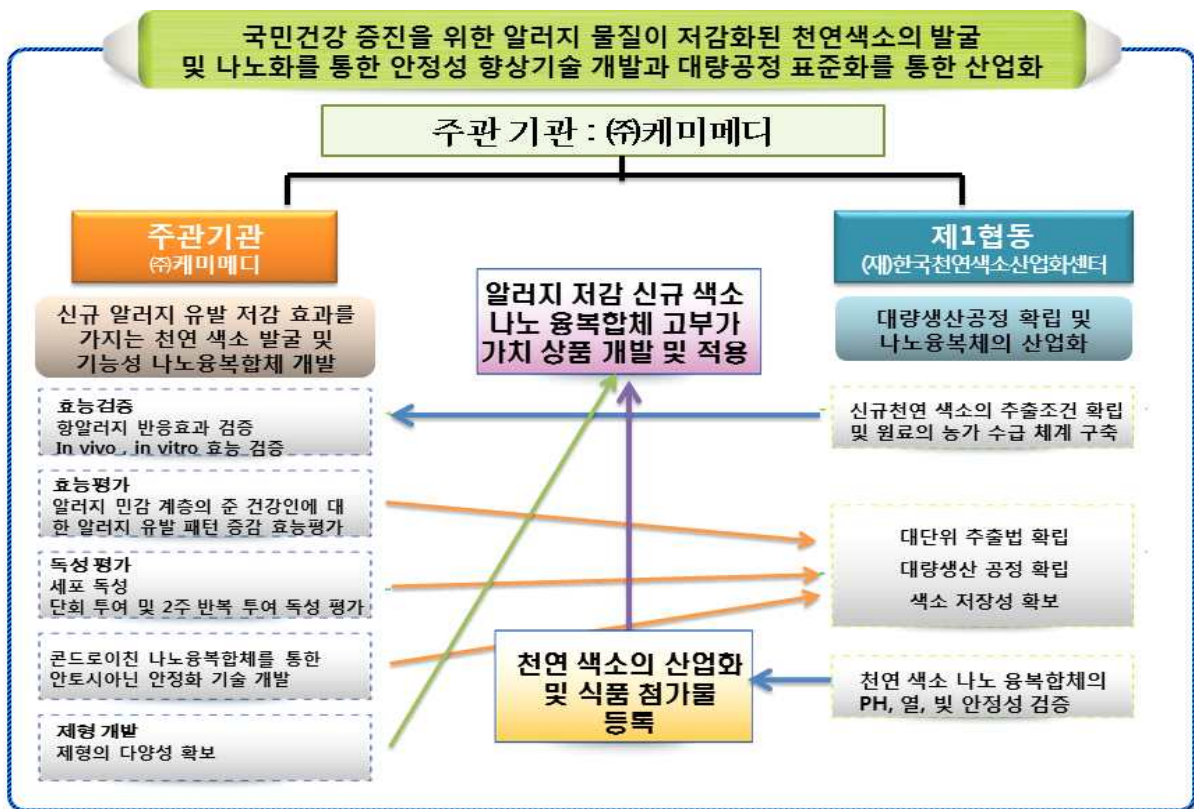 국민건강 증진을 위한 알러지 물질이 저감화된 천연색소의 발굴
및 나노화를 통한 안정성 향상기술 개발과 대량공정 표준화를 통한 산업화
주관 기관 : ㈜케미메디
주관기관
㈜케미메디
신규 알러지 유발 저감 효과를
가지는 천연 색소 발굴 및
기능성 나노융복합체 개발
효능검증
항알러지 반응효과 검증
In vivo , in vitro 효능 검증
효능평가
알러지 민감 계층의 준 건강인에 대
한 알러지 유발 패턴 증감 효능평가
독성 평가
세포 독성
단회 투여 및 2주 반복 투여 독성 평가
콘드로이친 나노융복합체를 통한
안토시아닌 안정화 기술 개발
제형 개발
제형의 다양성 확보
알러지 저감 신규 색소
나노 융복합체 고부가
가치 상품 개발 및 적용
천연 색소의 산업화
및 식품 첨가물
등록
제1협동
(재)한국천연색소산업화센터
대량생산공정 확립 및
나노융복체의 산업화
신규천연 색소의 추출조건 확립
및 원료의 농가 수급 체계 구축
대단위 추출법 확립
대량생산 공정 확립
색소 저장성 확보
천연 색소 나노 융복합체의
PH, 열, 빛 안정성 검증